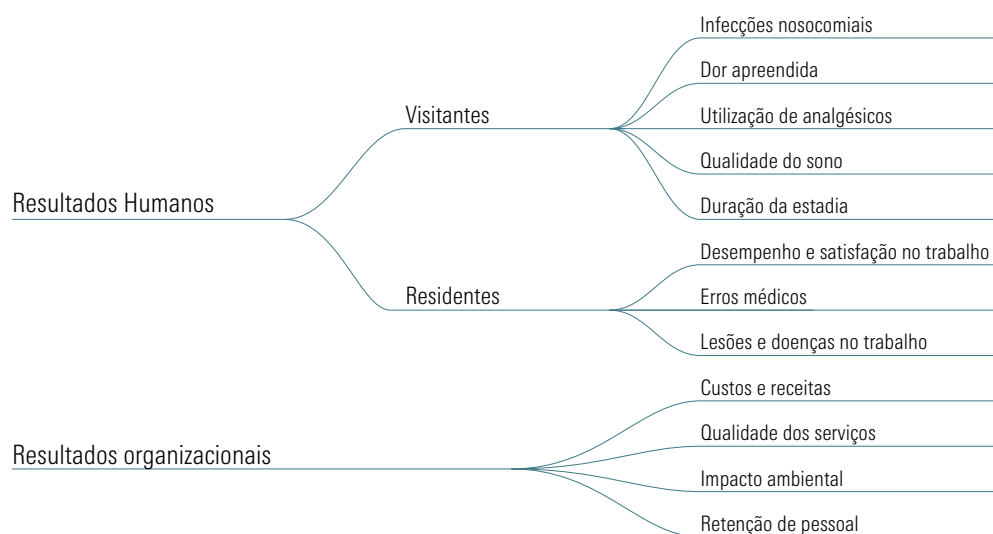 Resultados Humanos
Visitantes
Infecções nosocomiais
Dor apreendida
Utilização de analgésicos
Qualidade do sono
Duração da estadia
Residentes
Desempenho e satisfação no trabalho
Erros médicos
Lesões e doenças no trabalho
Resultados organizacionais
Custos e receitas
Qualidade dos serviços
Impacto ambiental
Retenção de pessoal